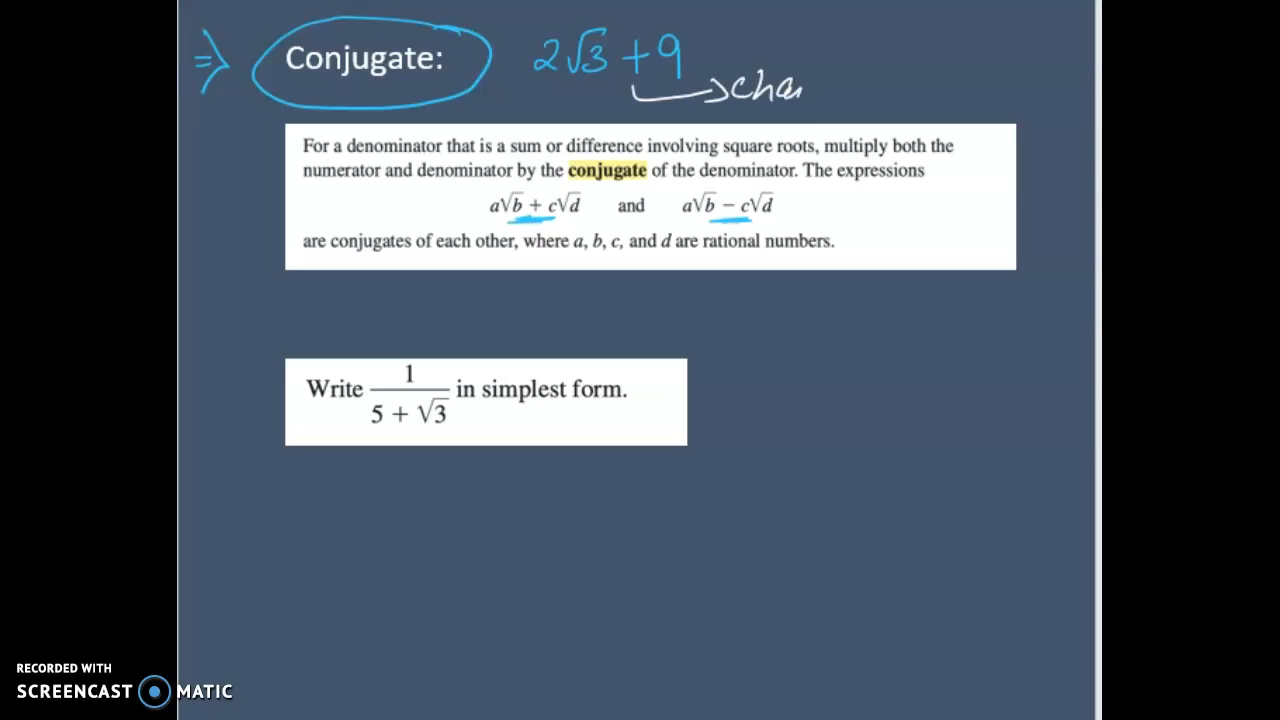 ⇒ Conjugate: 2√3 + 9
→ cha
For a denominator that is a sum or difference involving square roots, multiply both the
numerator and denominator by the conjugate of the denominator. The expressions
a√b + c√d and a√b − c√d
are conjugates of each other, where a, b, c, and d are rational numbers.
Write 1/(5 + √3) in simplest form.
RECORDED WITH
SCREENCAST MATIC